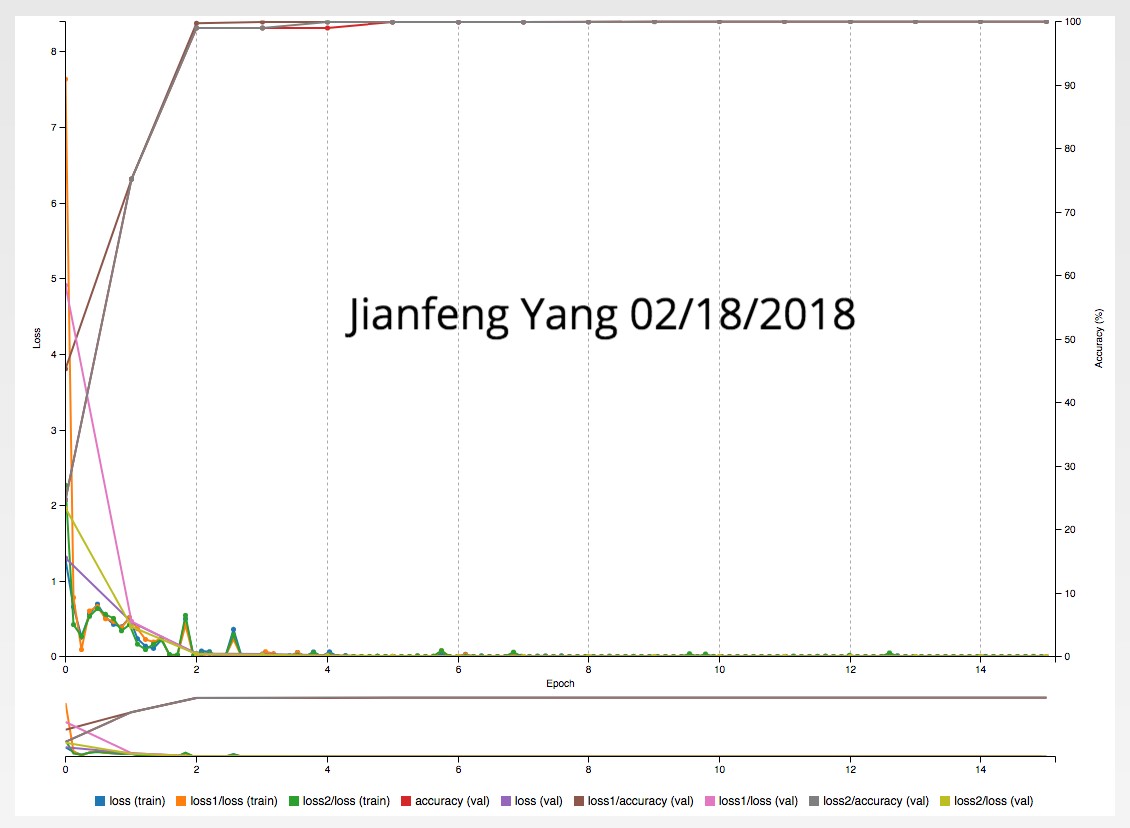 8
7
6
5
4
3
2
1
0
Loss
100
90
80
70
60
50
40
30
20
10
0
Accuracy (%)
Jianfeng Yang 02/18/2018
0 2 4 6 8 10 12 14
Epoch
0 2 4 6 8 10 12 14
loss (train) loss1/loss (train) loss2/loss (train) accuracy (val) loss (val) loss1/accuracy (val) loss1/loss (val) loss2/accuracy (val) loss2/loss (val)